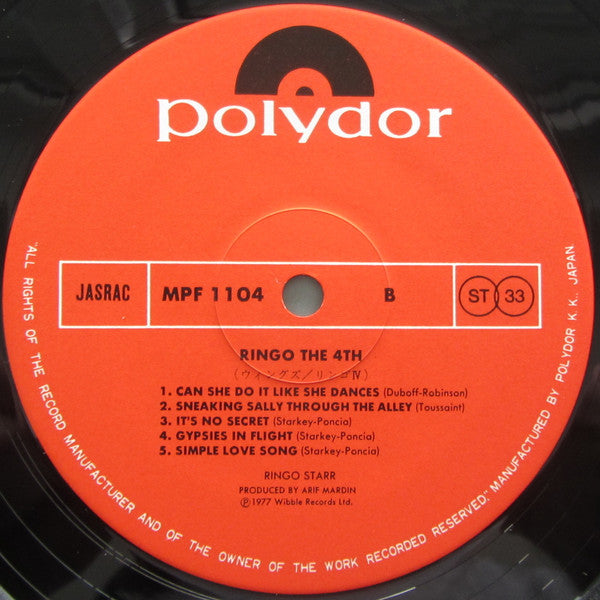 polydor
JASRAC
MPF 1104
B
ST
33
RINGO THE 4TH
(ウイングズ/リンゴⅣ)
1. CAN SHE DO IT LIKE SHE DANCES (Duboff-Robinson)
2. SNEAKING SALLY THROUGH THE ALLEY (Toussaint)
3. IT'S NO SECRET (Starkey-Poncia)
4. GYPSIES IN FLIGHT (Starkey-Poncia)
5. SIMPLE LOVE SONG (Starkey-Poncia)
RINGO STARR
PRODUCED BY ARIF MARDIN
℗1977 Wibble Records Ltd.
"ALL RIGHTS OF THE RECORD MANUFACTURER AND OF THE OWNER OF THE WORK RECORDED RESERVED." MANUFACTURED BY POLYDOR K.K., JAPAN.